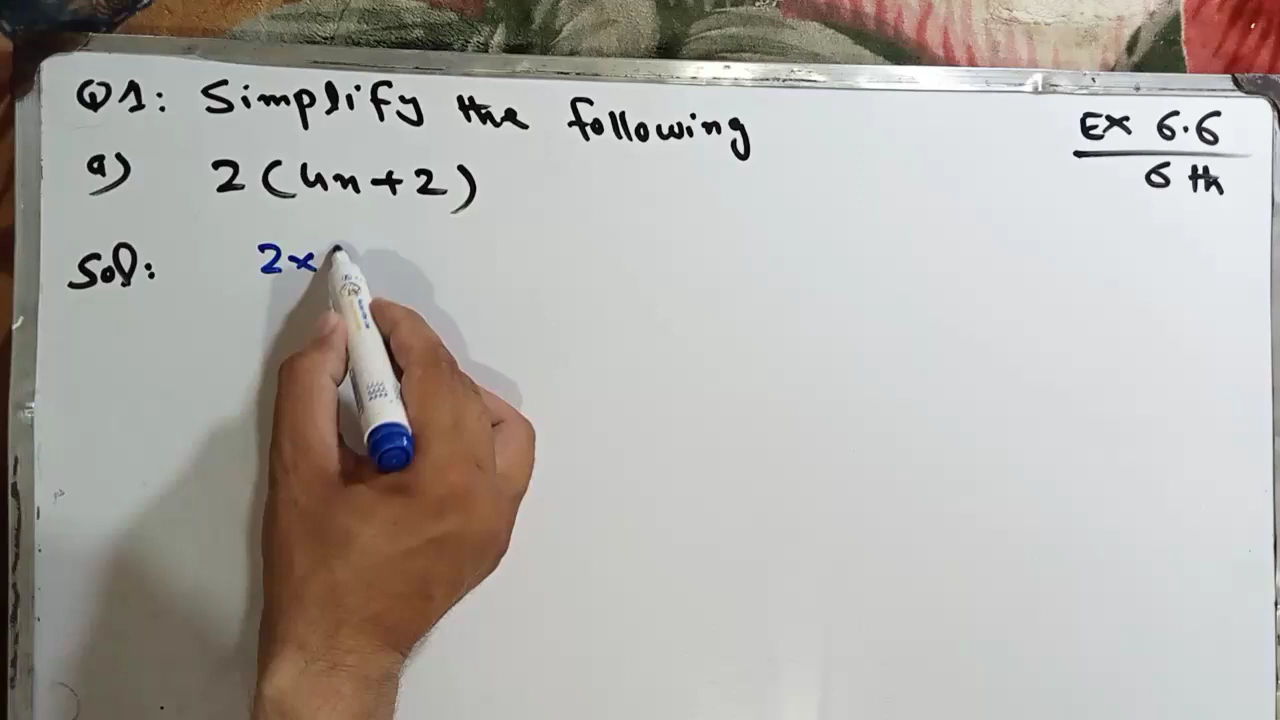 Q1: Simplify the following
EX 6.6
6th
a) 2(4n+2)
Sol: 2×